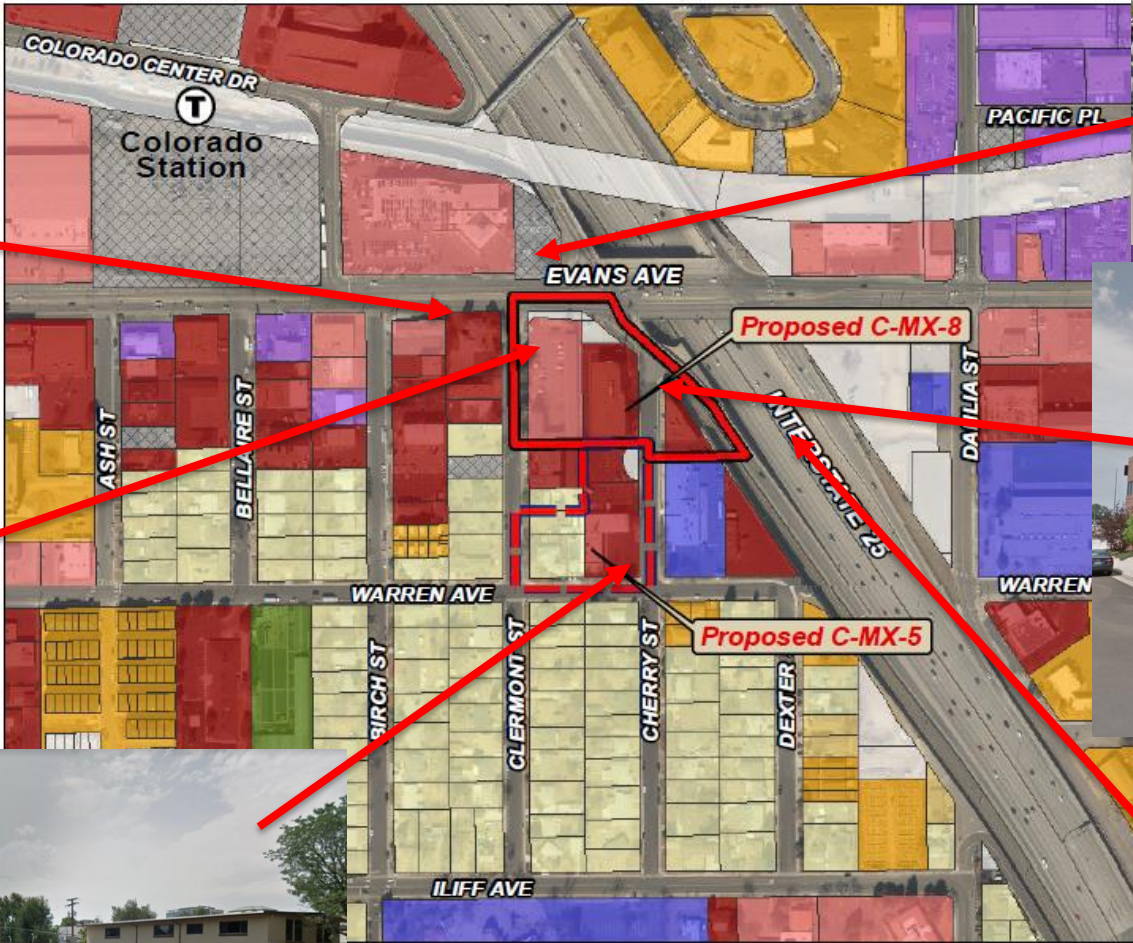 COLORADO CENTER DR
T
Colorado
Station
PACIFIC PL
EVANS AVE
Proposed C-MX-8
ASH ST
BELLAIRE ST
INTERSTATE 25
DAHLIA ST
WARREN AVE
WARREN
Proposed C-MX-5
BIRCH ST
CLERMONT ST
CHERRY ST
DEXTER
ILIFF AVE